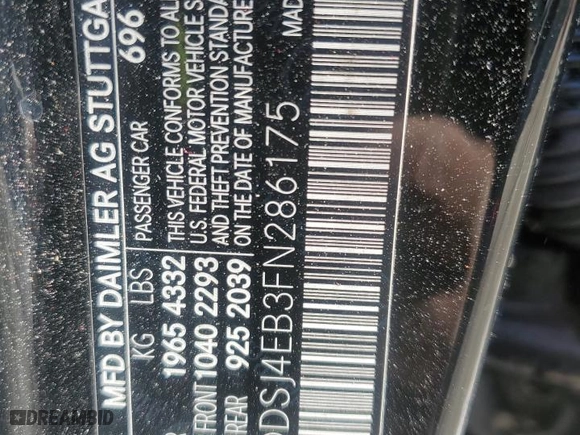 MFD BY DAIMLER AG STUTTGA
696
KG LBS PASSENGER CAR
1965 4332
FRONT 1040 2293
REAR 925 2039
THIS VEHICLE CONFORMS TO AL
U.S. FEDERAL MOTOR VEHICLE S
AND THEFT PREVENTION STANDA
ON THE DATE OF MANUFACTURE
DSJ4EB3FN286175
MAD
DREAMBID